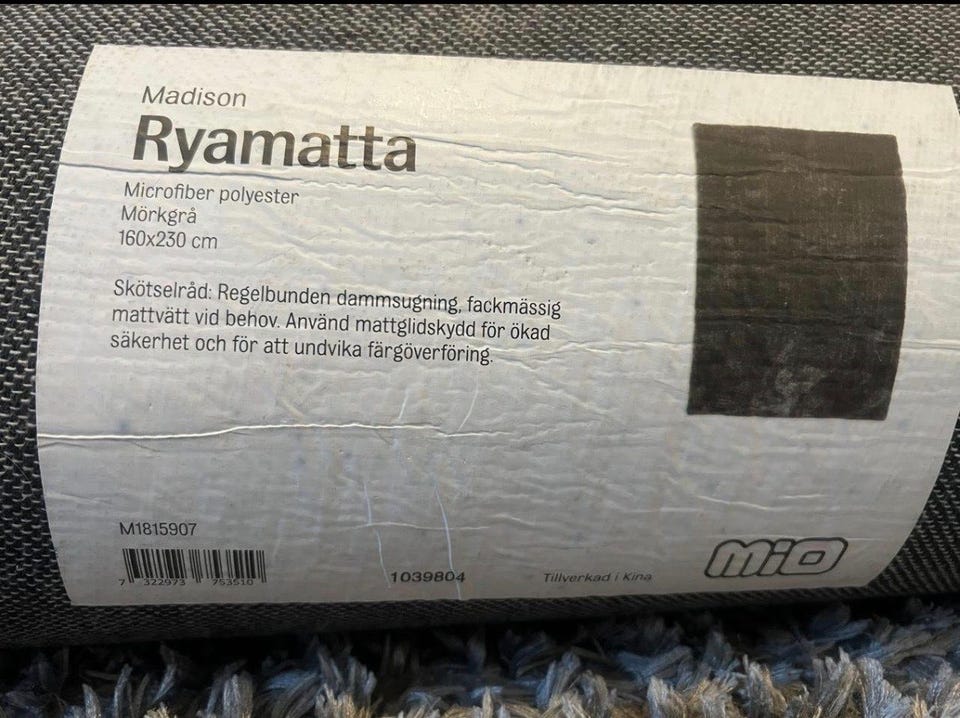 Madison
Ryamatta
Microfiber polyester
Mörkgrå
160x230 cm
Skötselråd: Regelbunden dammsugning, fackmässig
mattvätt vid behov. Använd mattglidskydd för ökad
säkerhet och för att undvika färgöverföring.
M1815907
7 322973 753510
1039804
Tillverkad i Kina
MiO